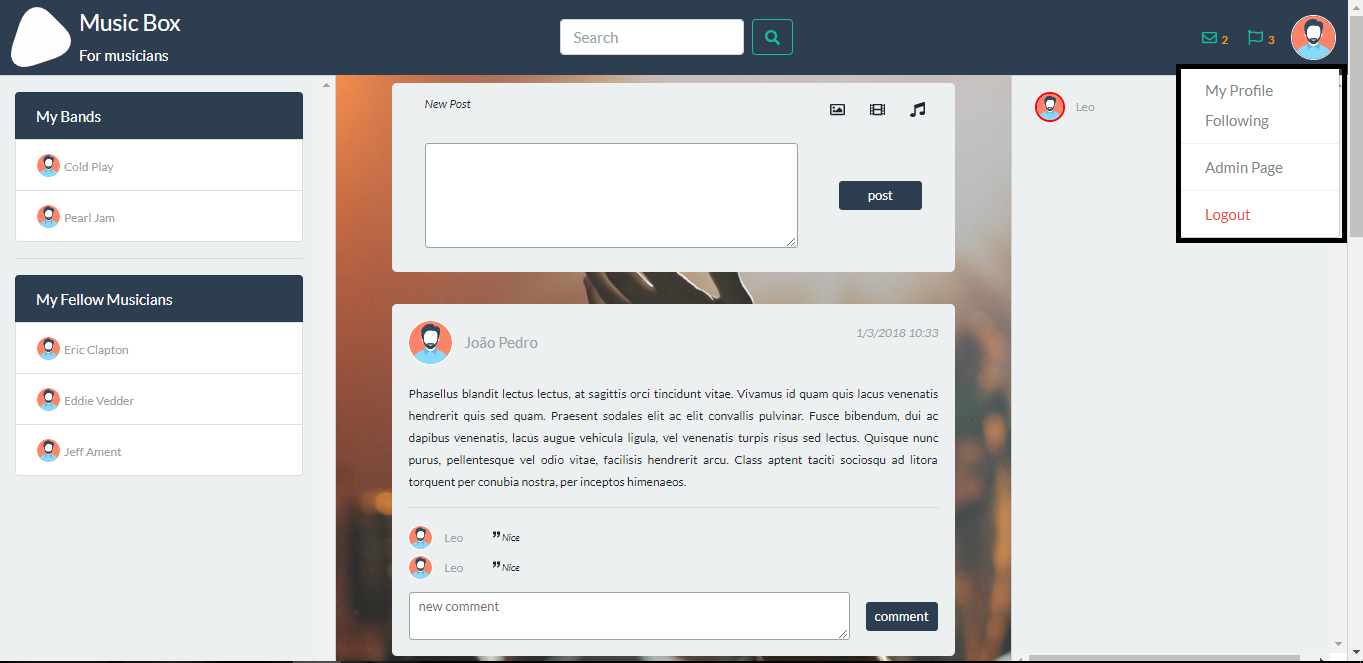 Music Box
For musicians
Search
2
3
My Profile
Following
Admin Page
Logout
My Bands
Cold Play
Pearl Jam
My Fellow Musicians
Eric Clapton
Eddie Vedder
Jeff Ament
New Post
post
João Pedro
1/3/2018 10:33
Phasellus blandit lectus lectus, at sagittis orci tincidunt vitae. Vivamus id quam quis lacus venenatis
hendrerit quis sed quam. Praesent sodales elit ac elit convallis pulvinar. Fusce bibendum, dui ac
dapibus venenatis, lacus augue vehicula ligula, vel venenatis turpis risus sed lectus. Quisque nunc
purus, pellentesque vel odio vitae, facilisis hendrerit arcu. Class aptent taciti sociosqu ad litora
torquent per conubia nostra, per inceptos himenaeos.
Leo ”Nice
Leo ”Nice
new comment
comment
Leo